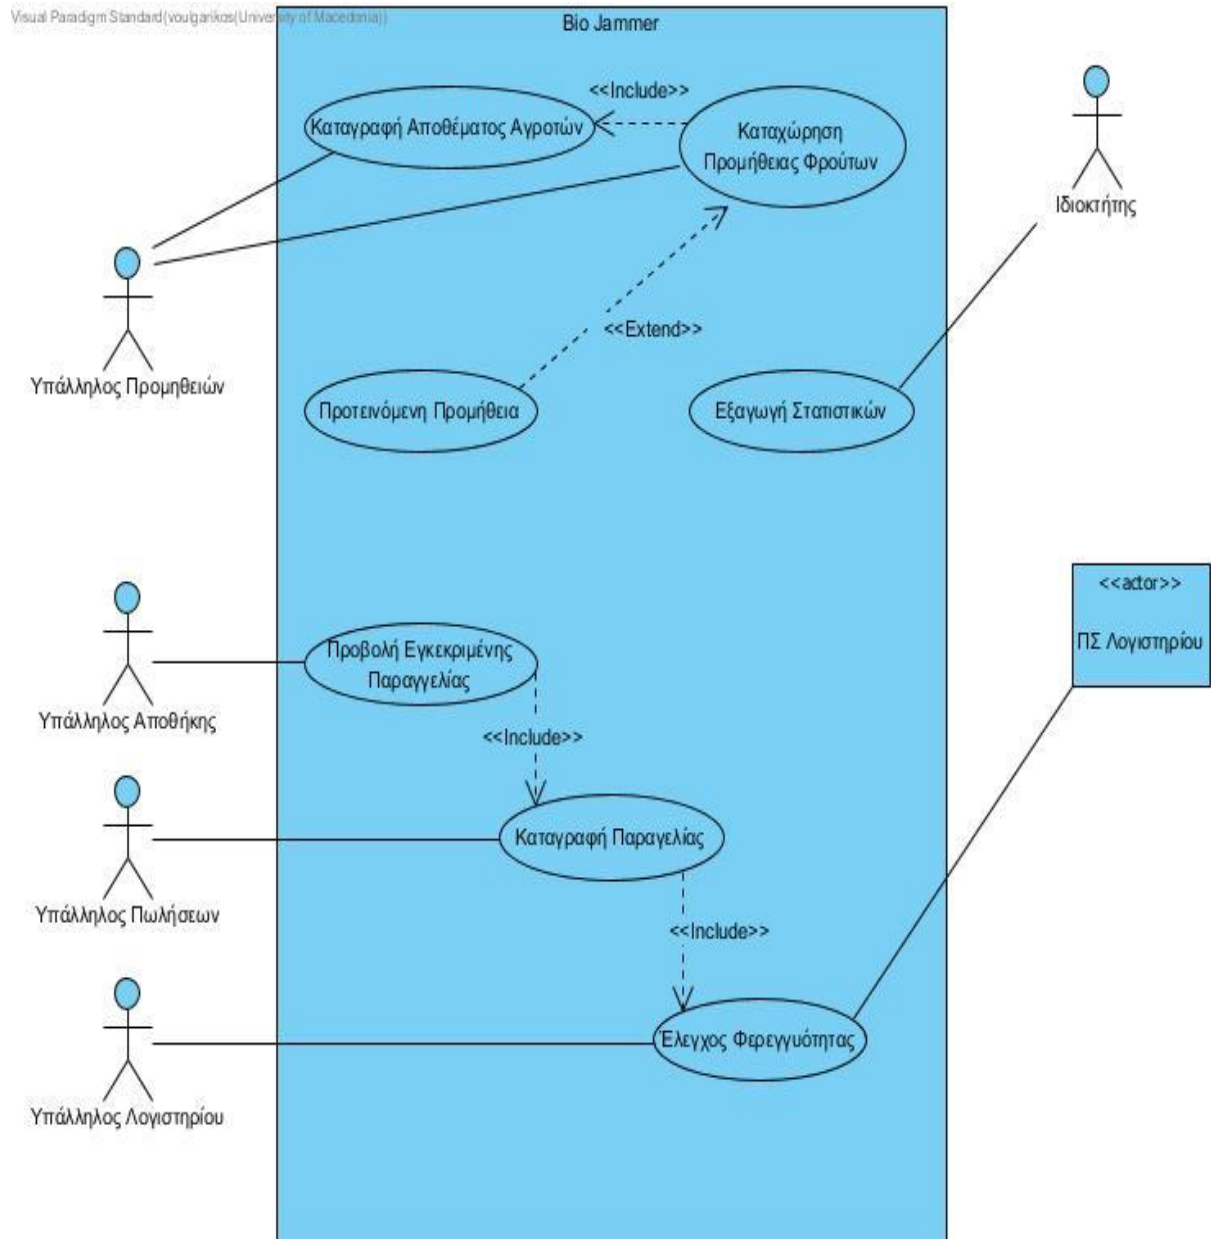 Visual Paradigm Standard(voulgarikos(University of Macedonia))
Bio Jammer
<<Include>>
Καταγραφή Αποθέματος Αγροτών
Καταχώρηση
Προμήθειας Φρούτων
Ιδιοκτήτης
<<Extend>>
Υπάλληλος Προμηθειών
Προτεινόμενη Προμήθεια
Εξαγωγή Στατιστικών
<<actor>>
ΠΣ Λογιστηρίου
Προβολή Εγκεκριμένης
Παραγγελίας
Υπάλληλος Αποθήκης
<<Include>>
Καταγραφή Παραγελίας
Υπάλληλος Πωλήσεων
<<Include>>
Έλεγχος Φερεγγυότητας
Υπάλληλος Λογιστηρίου